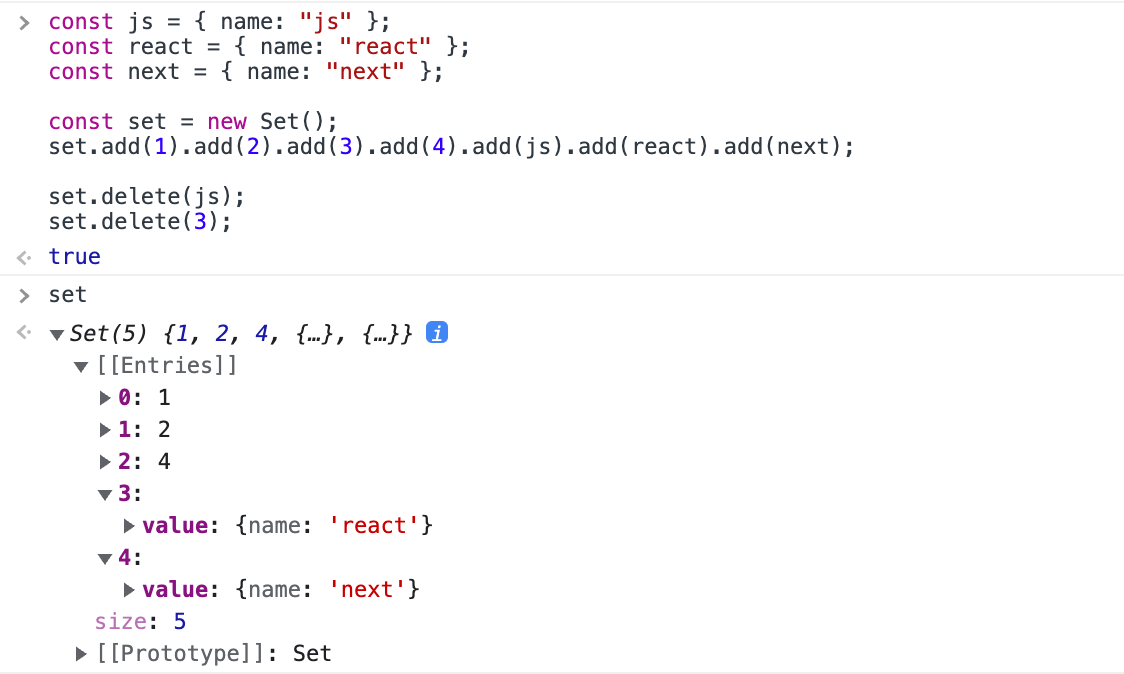 const js = { name: "js" };
const react = { name: "react" };
const next = { name: "next" };
const set = new Set();
set.add(1).add(2).add(3).add(4).add(js).add(react).add(next);
set.delete(js);
set.delete(3);
true
set
Set(5) {1, 2, 4, {…}, {…}} i
[[Entries]]
0: 1
1: 2
2: 4
3:
value: {name: 'react'}
4:
value: {name: 'next'}
size: 5
[[Prototype]]: Set